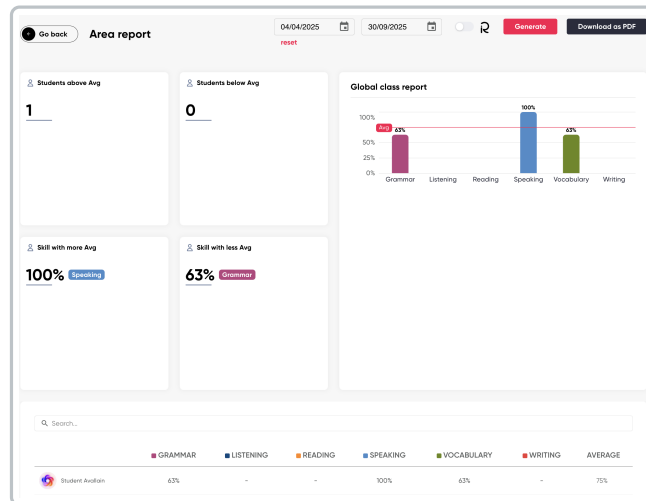 Go back
Area report
04/04/2025
30/09/2025
Generate
Download as PDF
reset
Students above Avg
1
Students below Avg
0
Skill with more Avg
100% Speaking
Skill with less Avg
63% Grammar
Global class report
100%
100%
Avg
63%
63%
50%
25%
0%
Grammar Listening Reading Speaking Vocabulary Writing
Search...
GRAMMAR LISTENING READING SPEAKING VOCABULARY WRITING AVERAGE
Student Avallain 63% - - 100% 63% - 75%